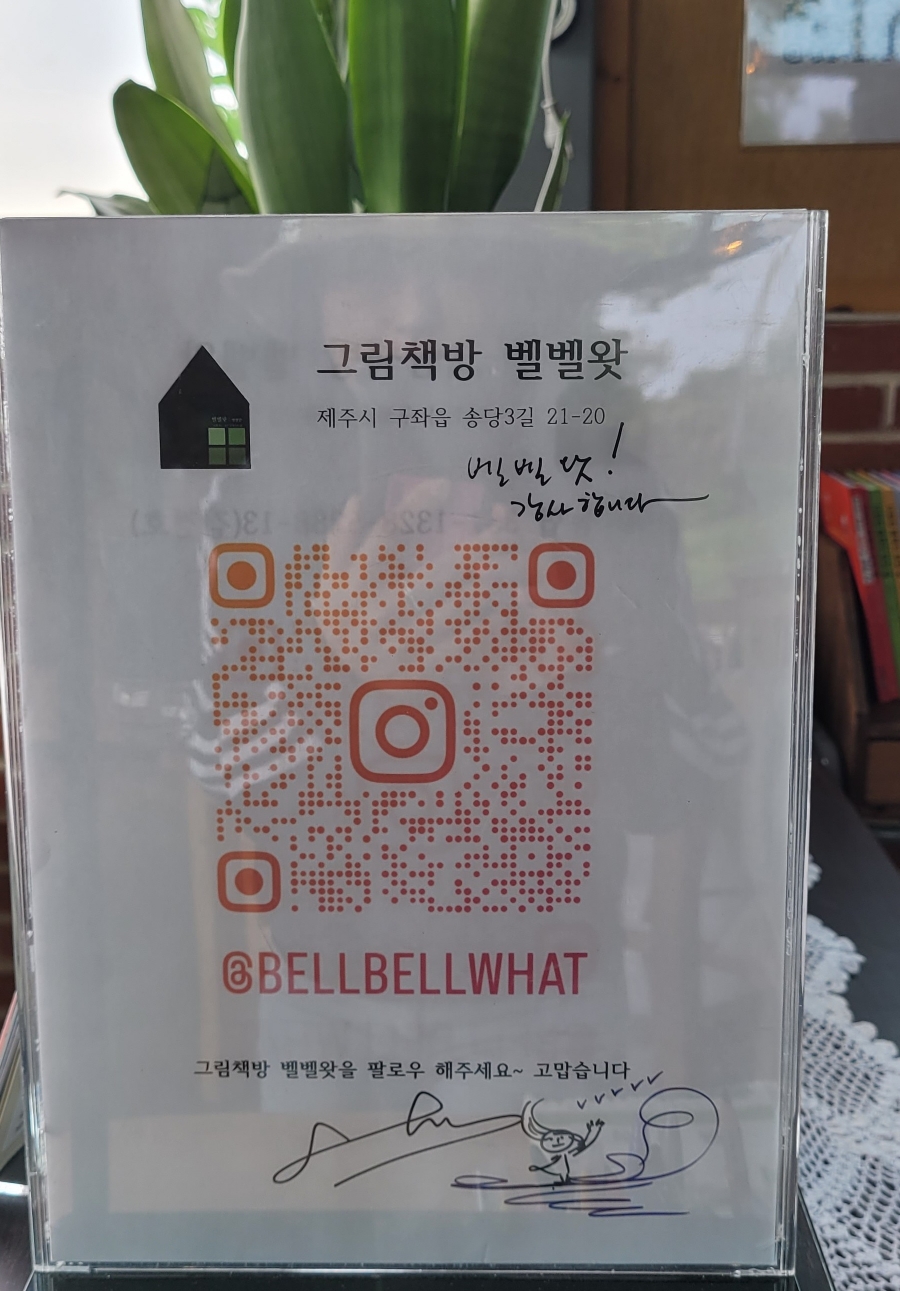 그림책방 벨벨왓
제주시 구좌읍 송당3길 21-20
벨벨왓!
감사합니다
@BELLBELLWHAT
그림책방 벨벨왓을 팔로우 해주세요~ 고맙습니다